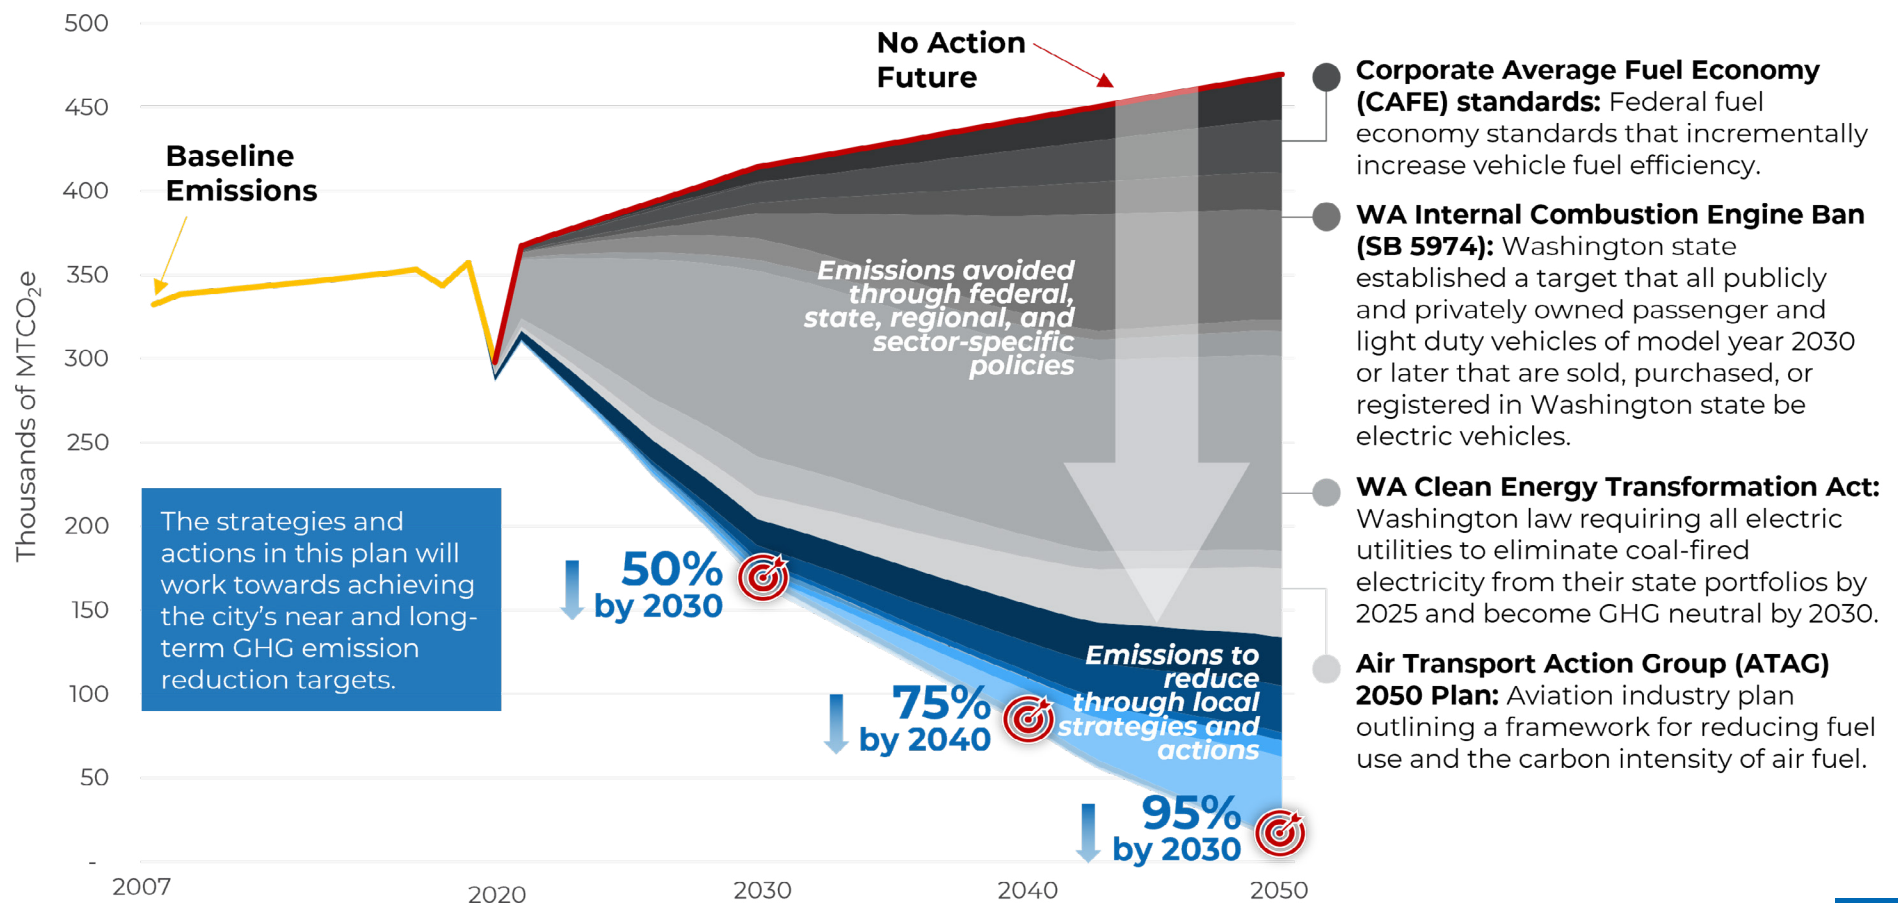 Thousands of MTCO2e
500
450
400
350
300
250
200
150
100
50
-
2007
2020
2030
2040
2050
Baseline
Emissions
No Action
Future
Emissions avoided
through federal,
state, regional, and
sector-specific
policies
Emissions to
reduce
through local
strategies and
actions
The strategies and
actions in this plan will
work towards achieving
the city's near and long-
term GHG emission
reduction targets.
50%
by 2030
75%
by 2040
95%
by 2030
Corporate Average Fuel Economy
(CAFE) standards: Federal fuel
economy standards that incrementally
increase vehicle fuel efficiency.
WA Internal Combustion Engine Ban
(SB 5974): Washington state
established a target that all publicly
and privately owned passenger and
light duty vehicles of model year 2030
or later that are sold, purchased, or
registered in Washington state be
electric vehicles.
WA Clean Energy Transformation Act:
Washington law requiring all electric
utilities to eliminate coal-fired
electricity from their state portfolios by
2025 and become GHG neutral by 2030.
Air Transport Action Group (ATAG)
2050 Plan: Aviation industry plan
outlining a framework for reducing fuel
use and the carbon intensity of air fuel.